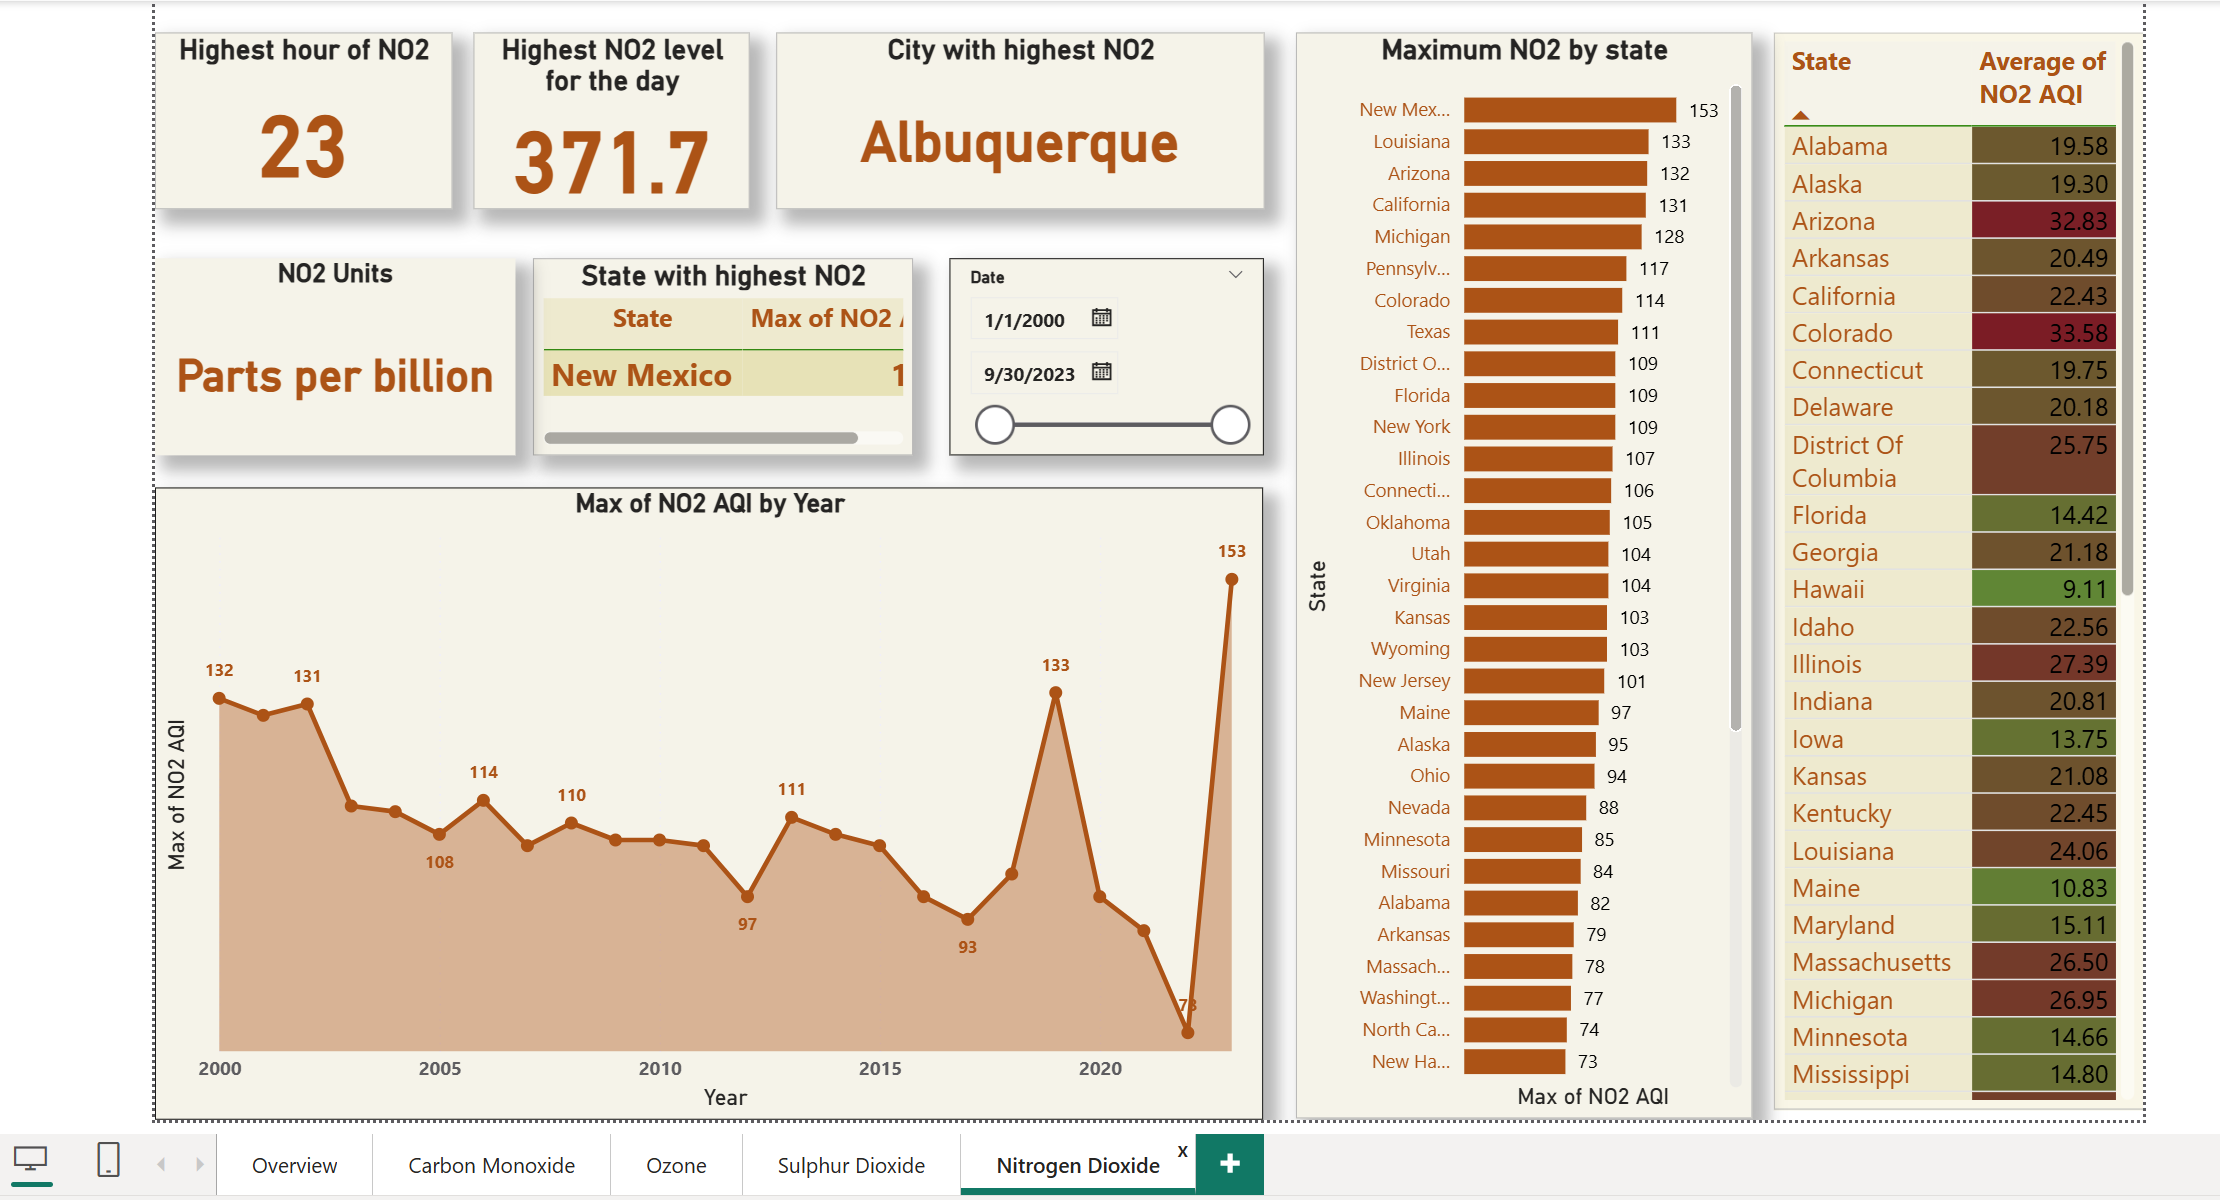 Highest hour of NO2
23
Highest NO2 level
for the day
371.7
City with highest NO2
Albuquerque
NO2 Units
Parts per billion
State with highest NO2
State Max of NO2
New Mexico 1
Date
1/1/2000
9/30/2023
Max of NO2 AQI by Year
Max of NO2 AQI
132
131
108
114
110
97
111
93
133
73
153
2000 2005 2010 2015 2020
Year
Maximum NO2 by state
State
New Mex... 153
Louisiana 133
Arizona 132
California 131
Michigan 128
Pennsylv... 117
Colorado 114
Texas 111
District O... 109
Florida 109
New York 109
Illinois 107
Connecti... 106
Oklahoma 105
Utah 104
Virginia 104
Kansas 103
Wyoming 103
New Jersey 101
Maine 97
Alaska 95
Ohio 94
Nevada 88
Minnesota 85
Missouri 84
Alabama 82
Arkansas 79
Massach... 78
Washingt... 77
North Ca... 74
New Ha... 73
Max of NO2 AQI
State Average of
NO2 AQI
Alabama 19.58
Alaska 19.30
Arizona 32.83
Arkansas 20.49
California 22.43
Colorado 33.58
Connecticut 19.75
Delaware 20.18
District Of 25.75
Columbia
Florida 14.42
Georgia 21.18
Hawaii 9.11
Idaho 22.56
Illinois 27.39
Indiana 20.81
Iowa 13.75
Kansas 21.08
Kentucky 22.45
Louisiana 24.06
Maine 10.83
Maryland 15.11
Massachusetts 26.50
Michigan 26.95
Minnesota 14.66
Mississippi 14.80
Overview Carbon Monoxide Ozone Sulphur Dioxide Nitrogen Dioxide x +